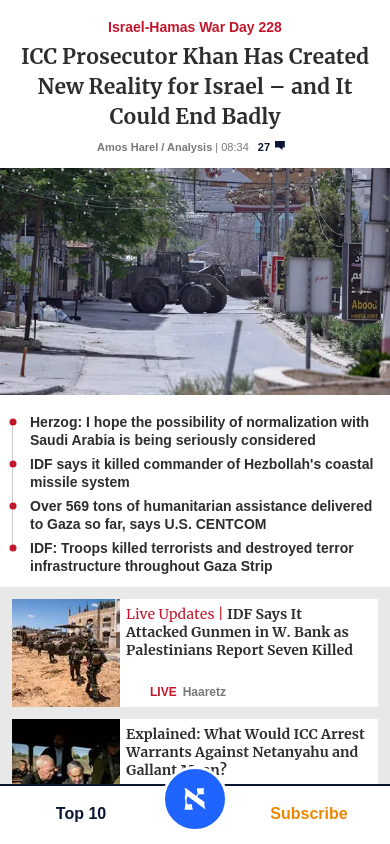 Israel-Hamas War Day 228
ICC Prosecutor Khan Has Created
New Reality for Israel – and It
Could End Badly
Amos Harel / Analysis | 08:34 27
Abood
Restaurant
Herzog: I hope the possibility of normalization with
Saudi Arabia is being seriously considered
IDF says it killed commander of Hezbollah's coastal
missile system
Over 569 tons of humanitarian assistance delivered
to Gaza so far, says U.S. CENTCOM
IDF: Troops killed terrorists and destroyed terror
infrastructure throughout Gaza Strip
Live Updates | IDF Says It
Attacked Gunmen in W. Bank as
Palestinians Report Seven Killed
LIVE Haaretz
Explained: What Would ICC Arrest
Warrants Against Netanyahu and
Gallant
Top 10
Subscribe